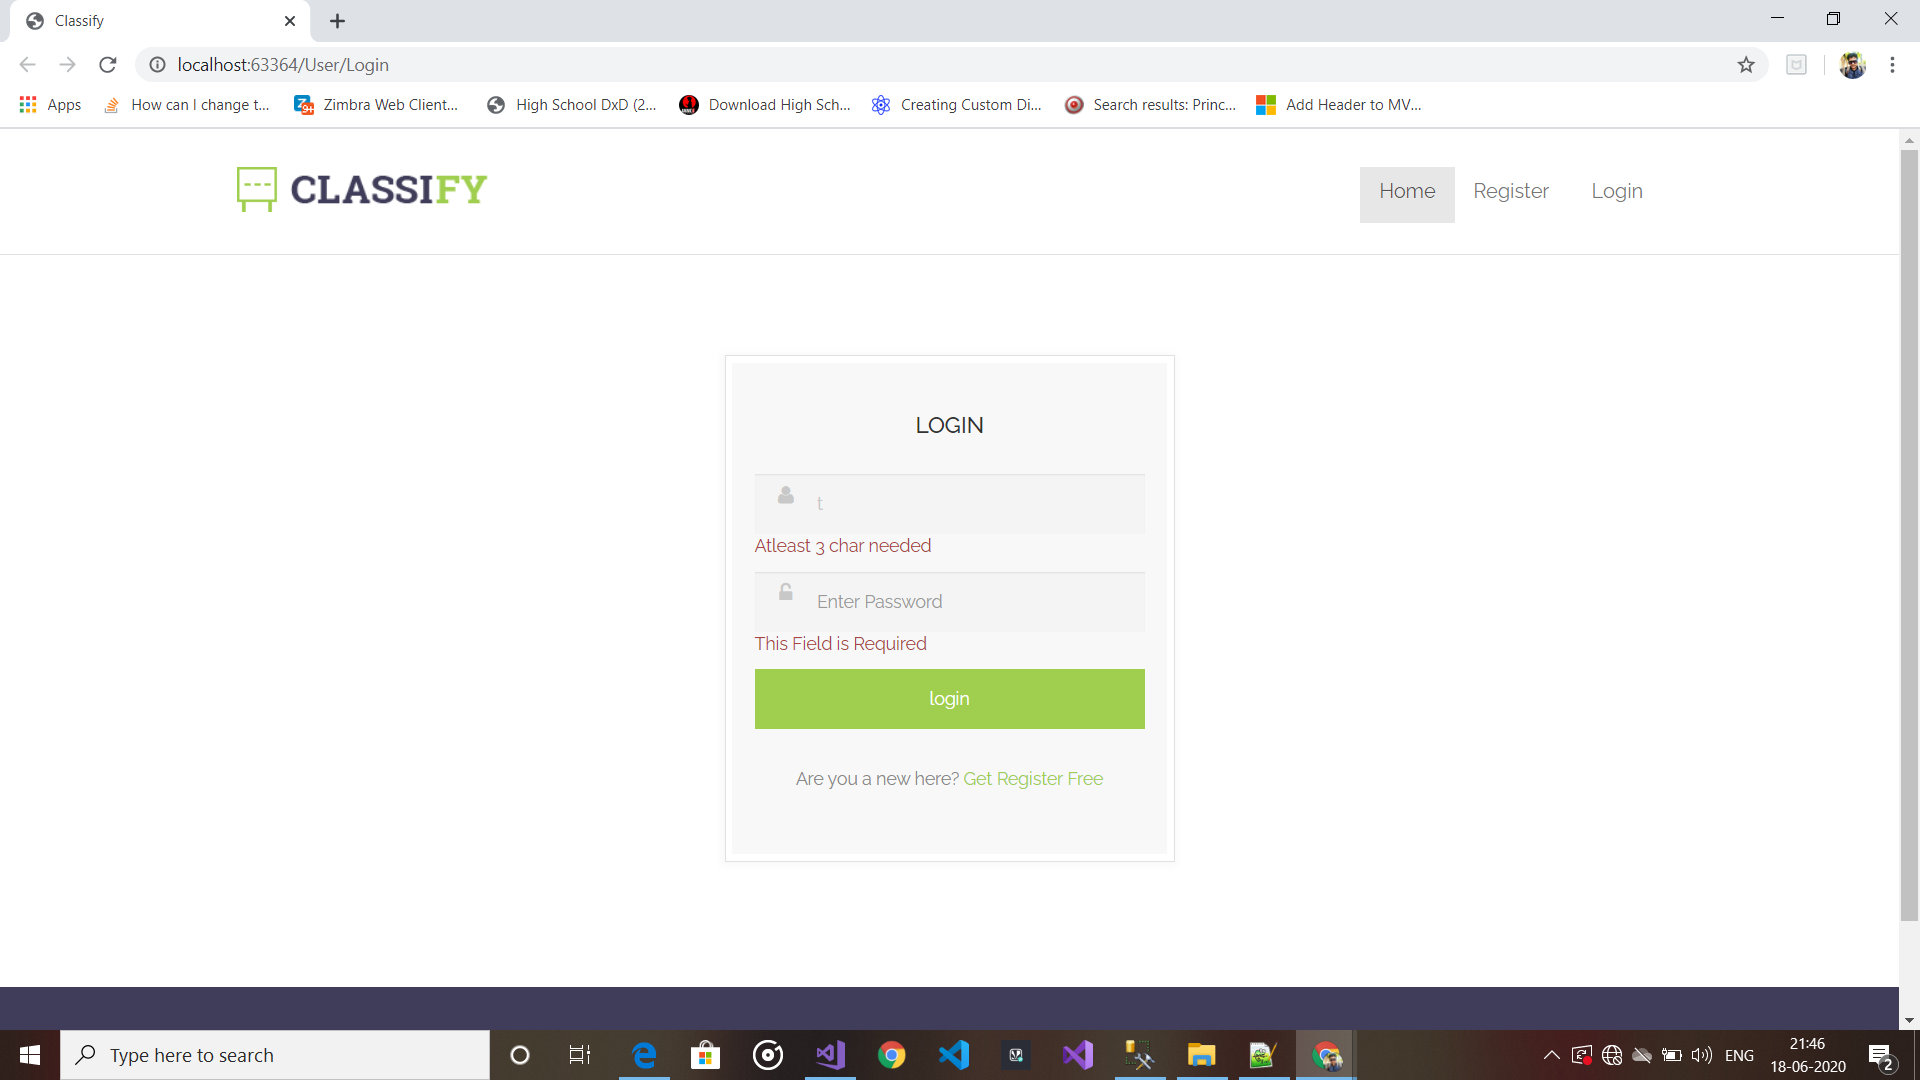 Classify
localhost:63364/User/Login
Apps
How can I change t...
Zimbra Web Client...
High School DxD (2...
Download High Sch...
Creating Custom Di...
Search results: Princ...
Add Header to MV...
CLASSIFY
Home
Register
Login
LOGIN
t
Atleast 3 char needed
Enter Password
This Field is Required
login
Are you a new here? Get Register Free
Type here to search
ENG
21:46
18-06-2020
2